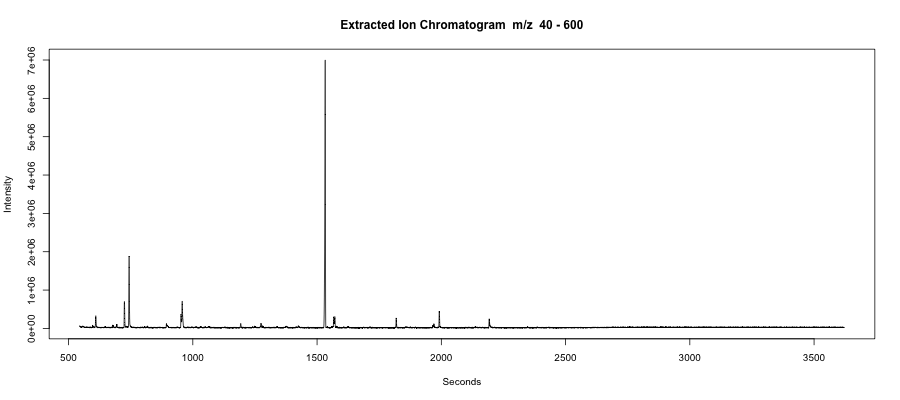 Extracted Ion Chromatogram  m/z  40 - 600
7e+06
6e+06
5e+06
4e+06
3e+06
2e+06
1e+06
0e+00
Intensity
500 1000 1500 2000 2500 3000 3500
Seconds